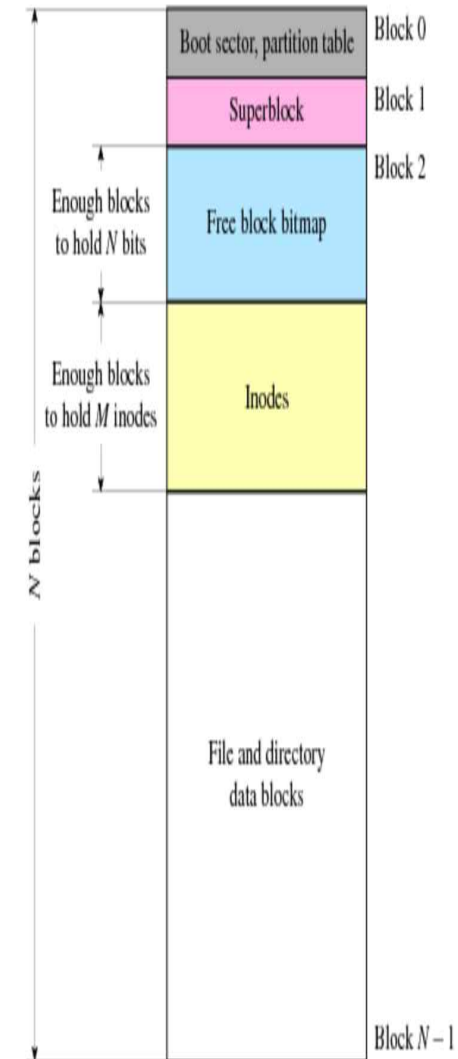 Boot sector, partition table
Block 0
Superblock
Block 1
Block 2
Enough blocks
to hold N bits
Free block bitmap
Enough blocks
to hold M inodes
Inodes
N blocks
File and directory
data blocks
Block N – 1